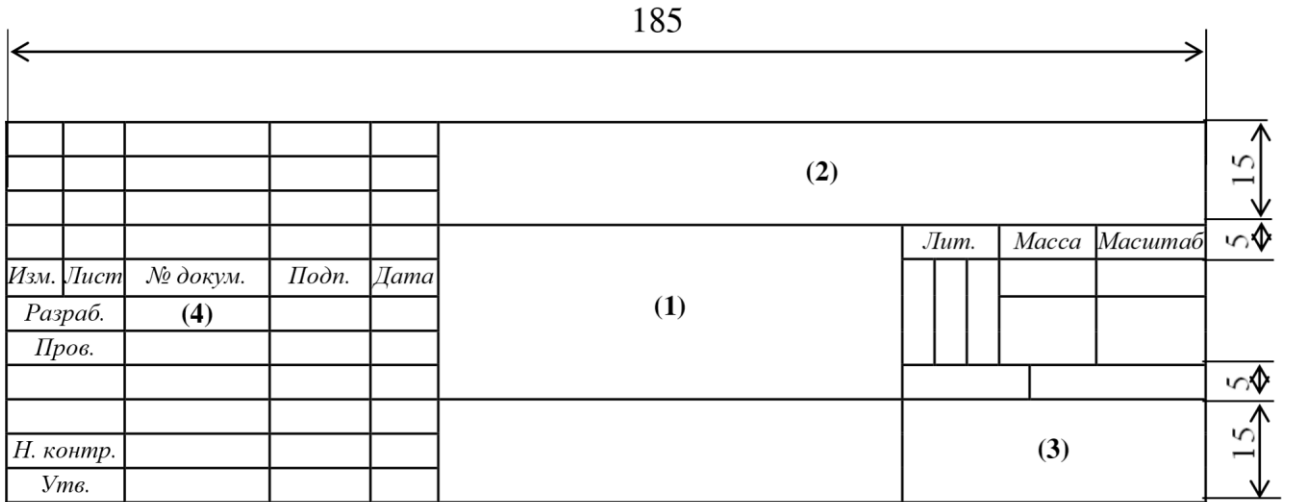 185
(2)
15
Лит. Масса Масштаб
5
Изм. Лист № докум. Подп. Дата
Разраб. (4)
(1)
Пров.
5
Н. контр.
(3)
15
Утв.